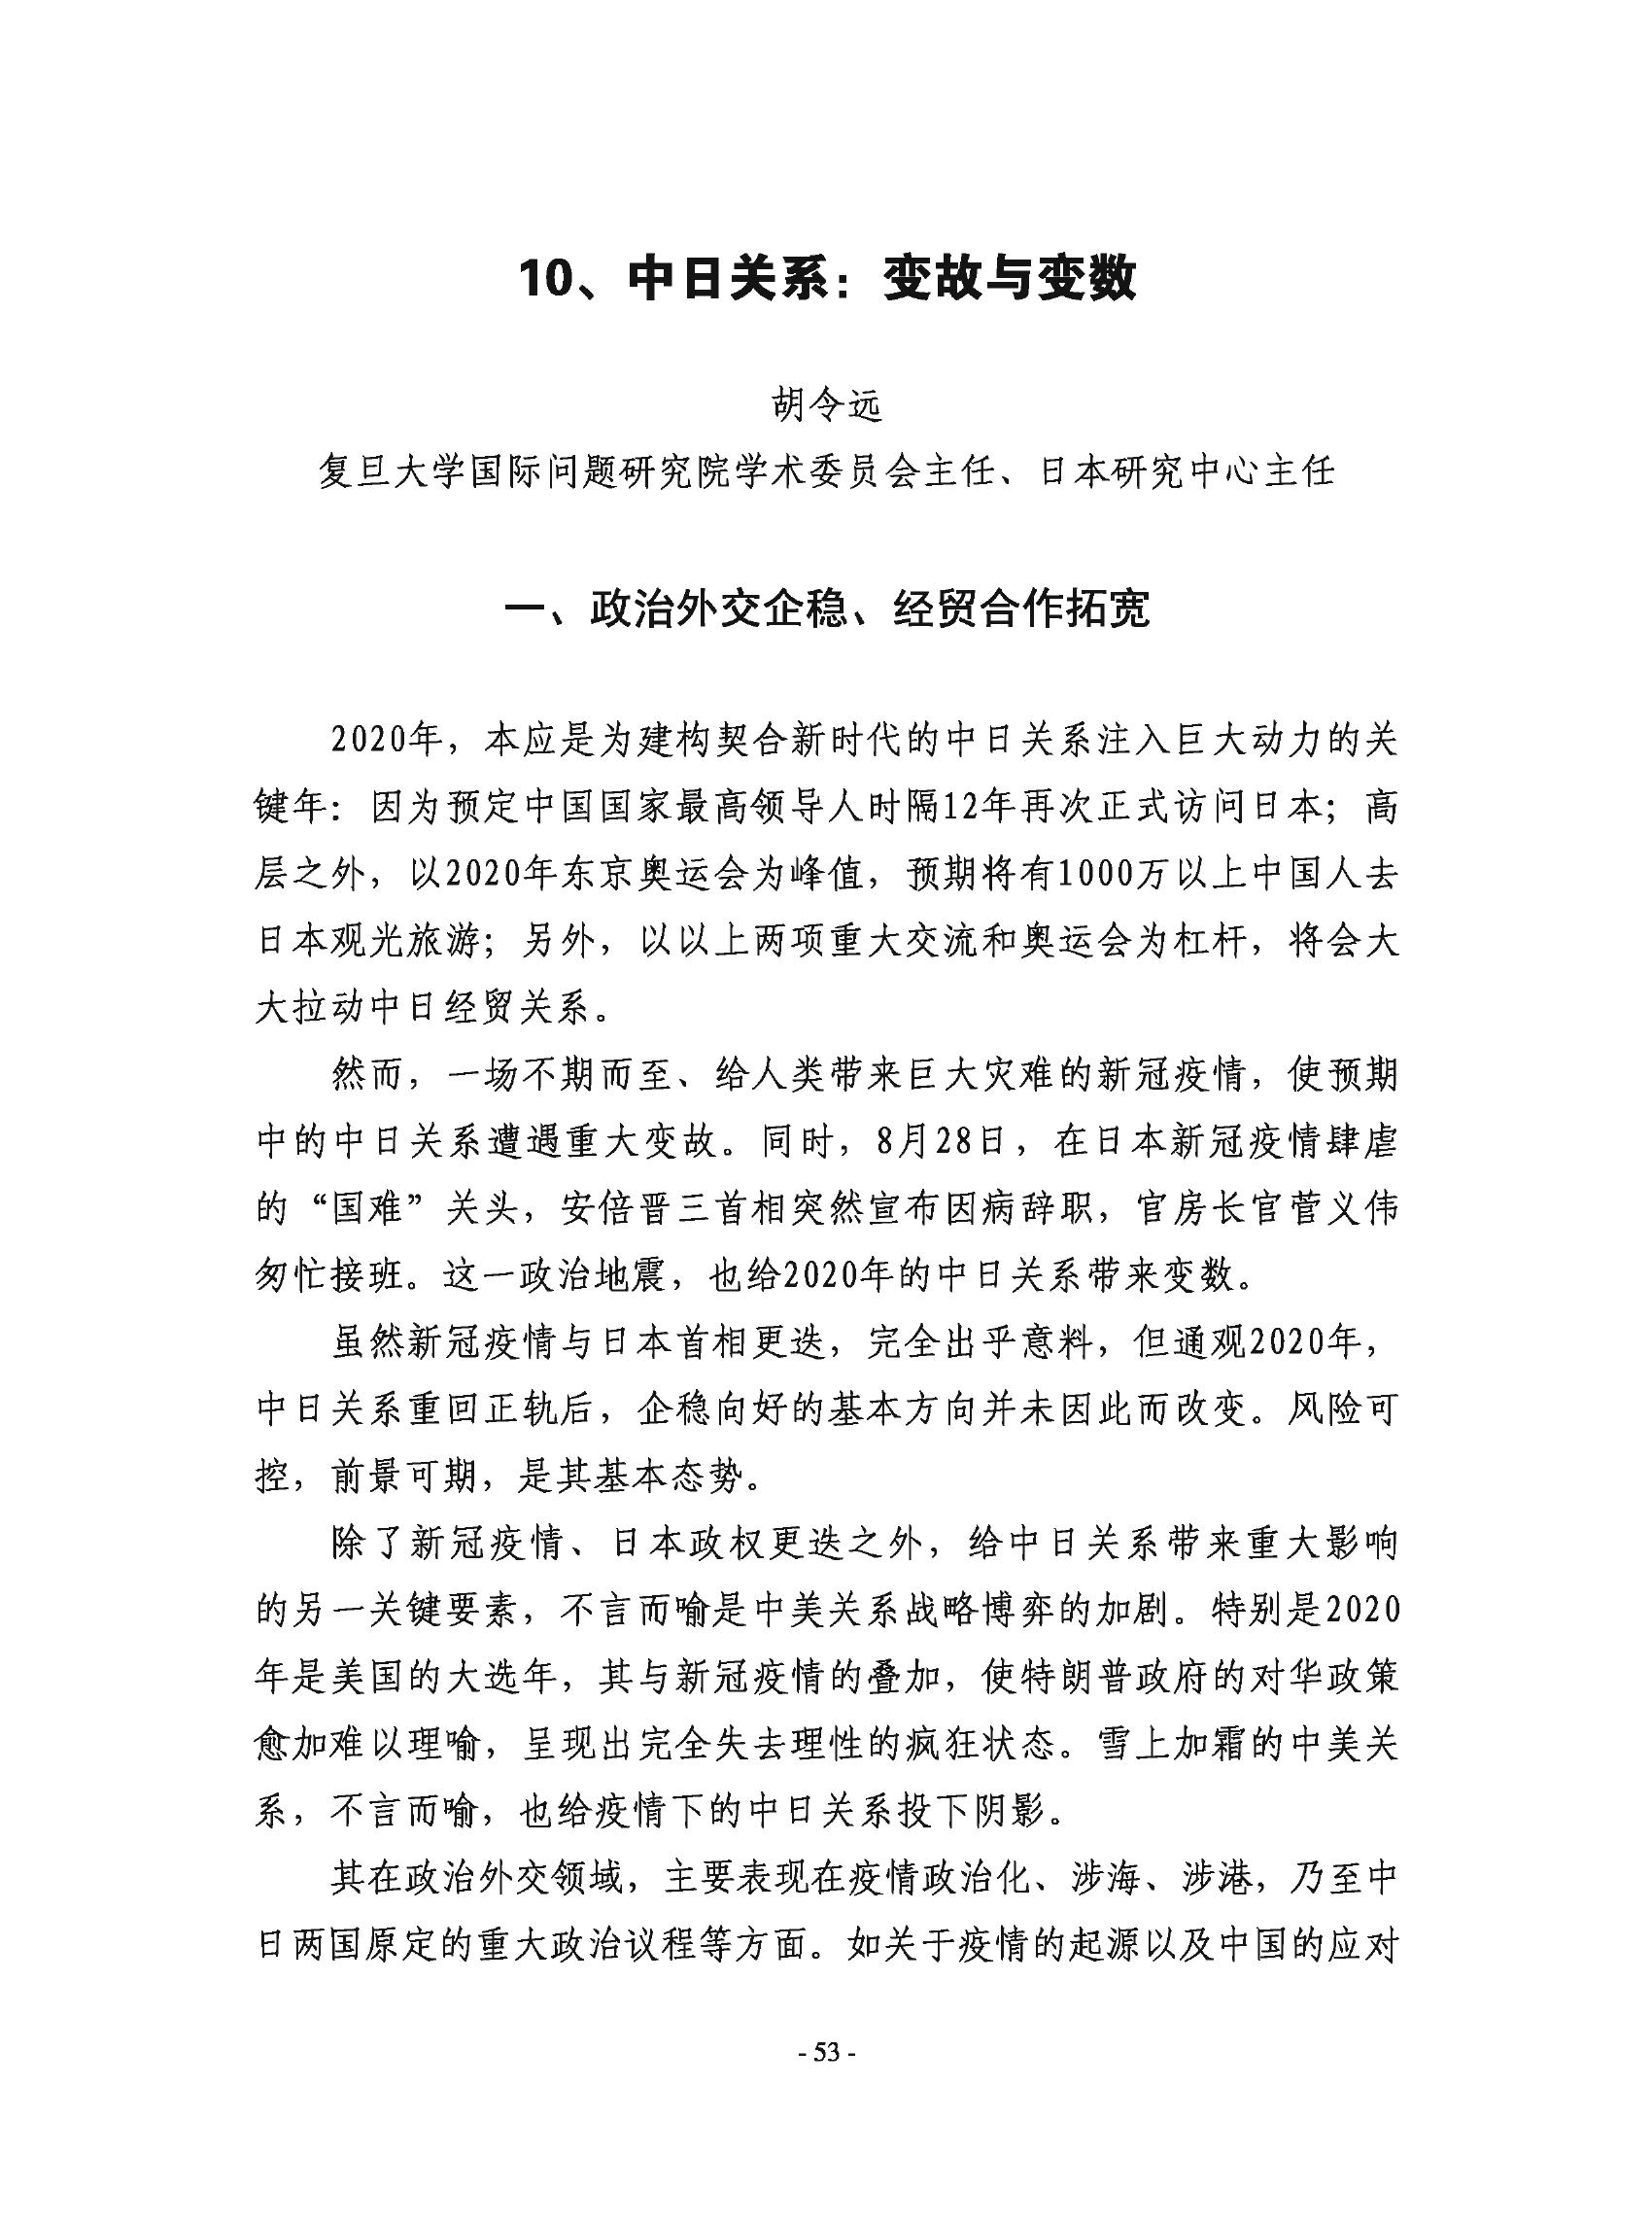 10、中日关系：变故与变数
胡令远
复旦大学国际问题研究院学术委员会主任、日本研究中心主任
一、政治外交企稳、经贸合作拓宽
2020年，本应是为建构契合新时代的中日关系注入巨大动力的关
键年：因为预定中国国家最高领导人时隔12年再次正式访问日本；高
层之外，以2020年东京奥运会为峰值，预期将有1000万以上中国人去
日本观光旅游；另外，以以上两项重大交流和奥运会为杠杆，将会大
大拉动中日经贸关系。
然而，一场不期而至、给人类带来巨大灾难的新冠疫情，使预期
中的中日关系遭遇重大变故。同时，8月28日，在日本新冠疫情肆虐
的“国难”关头，安倍晋三首相突然宣布因病辞职，官房长官菅义伟
匆忙接班。这一政治地震，也给2020年的中日关系带来变数。
虽然新冠疫情与日本首相更迭，完全出乎意料，但通观2020年，
中日关系重回正轨后，企稳向好的基本方向并未因此而改变。风险可
控，前景可期，是其基本态势。
除了新冠疫情、日本政权更迭之外，给中日关系带来重大影响
的另一关键要素，不言而喻是中美关系战略博弈的加剧。特别是2020
年是美国的大选年，其与新冠疫情的叠加，使特朗普政府的对华政策
愈加难以理喻，呈现出完全失去理性的疯狂状态。雪上加霜的中美关
系，不言而喻，也给疫情下的中日关系投下阴影。
其在政治外交领域，主要表现在疫情政治化、涉海、涉港，乃至中
日两国原定的重大政治议程等方面。如关于疫情的起源以及中国的应对
- 53 -